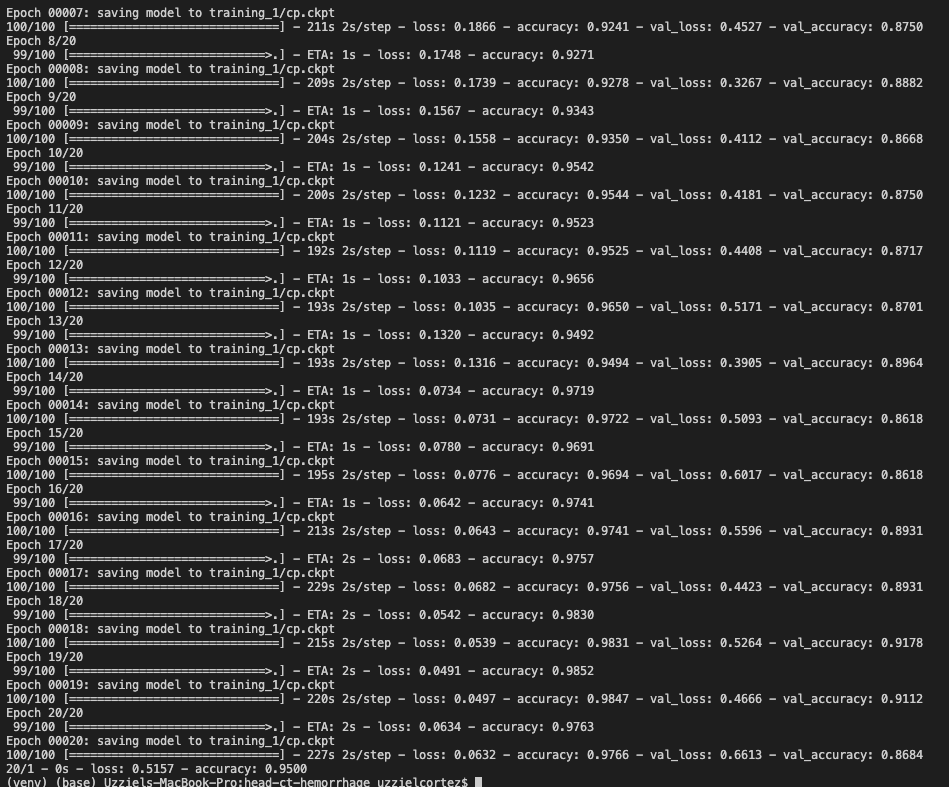 Epoch 00007: saving model to training_1/cp.ckpt
100/100 [==============================] - 211s 2s/step - loss: 0.1866 - accuracy: 0.9241 - val_loss: 0.4527 - val_accuracy: 0.8750
Epoch 8/20
 99/100 [============================>.] - ETA: 1s - loss: 0.1748 - accuracy: 0.9271
Epoch 00008: saving model to training_1/cp.ckpt
100/100 [==============================] - 209s 2s/step - loss: 0.1739 - accuracy: 0.9278 - val_loss: 0.3267 - val_accuracy: 0.8882
Epoch 9/20
 99/100 [============================>.] - ETA: 1s - loss: 0.1567 - accuracy: 0.9343
Epoch 00009: saving model to training_1/cp.ckpt
100/100 [==============================] - 204s 2s/step - loss: 0.1558 - accuracy: 0.9350 - val_loss: 0.4112 - val_accuracy: 0.8668
Epoch 10/20
 99/100 [============================>.] - ETA: 1s - loss: 0.1241 - accuracy: 0.9542
Epoch 00010: saving model to training_1/cp.ckpt
100/100 [==============================] - 200s 2s/step - loss: 0.1232 - accuracy: 0.9544 - val_loss: 0.4181 - val_accuracy: 0.8750
Epoch 11/20
 99/100 [============================>.] - ETA: 1s - loss: 0.1121 - accuracy: 0.9523
Epoch 00011: saving model to training_1/cp.ckpt
100/100 [==============================] - 192s 2s/step - loss: 0.1119 - accuracy: 0.9525 - val_loss: 0.4408 - val_accuracy: 0.8717
Epoch 12/20
 99/100 [============================>.] - ETA: 1s - loss: 0.1033 - accuracy: 0.9656
Epoch 00012: saving model to training_1/cp.ckpt
100/100 [==============================] - 193s 2s/step - loss: 0.1035 - accuracy: 0.9650 - val_loss: 0.5171 - val_accuracy: 0.8701
Epoch 13/20
 99/100 [============================>.] - ETA: 1s - loss: 0.1320 - accuracy: 0.9492
Epoch 00013: saving model to training_1/cp.ckpt
100/100 [==============================] - 193s 2s/step - loss: 0.1316 - accuracy: 0.9494 - val_loss: 0.3905 - val_accuracy: 0.8964
Epoch 14/20
 99/100 [============================>.] - ETA: 1s - loss: 0.0734 - accuracy: 0.9719
Epoch 00014: saving model to training_1/cp.ckpt
100/100 [==============================] - 193s 2s/step - loss: 0.0731 - accuracy: 0.9722 - val_loss: 0.5093 - val_accuracy: 0.8618
Epoch 15/20
 99/100 [============================>.] - ETA: 1s - loss: 0.0780 - accuracy: 0.9691
Epoch 00015: saving model to training_1/cp.ckpt
100/100 [==============================] - 195s 2s/step - loss: 0.0776 - accuracy: 0.9694 - val_loss: 0.6017 - val_accuracy: 0.8618
Epoch 16/20
 99/100 [============================>.] - ETA: 1s - loss: 0.0642 - accuracy: 0.9741
Epoch 00016: saving model to training_1/cp.ckpt
100/100 [==============================] - 213s 2s/step - loss: 0.0643 - accuracy: 0.9741 - val_loss: 0.5596 - val_accuracy: 0.8931
Epoch 17/20
 99/100 [============================>.] - ETA: 2s - loss: 0.0683 - accuracy: 0.9757
Epoch 00017: saving model to training_1/cp.ckpt
100/100 [==============================] - 229s 2s/step - loss: 0.0682 - accuracy: 0.9756 - val_loss: 0.4423 - val_accuracy: 0.8931
Epoch 18/20
 99/100 [============================>.] - ETA: 2s - loss: 0.0542 - accuracy: 0.9830
Epoch 00018: saving model to training_1/cp.ckpt
100/100 [==============================] - 215s 2s/step - loss: 0.0539 - accuracy: 0.9831 - val_loss: 0.5264 - val_accuracy: 0.9178
Epoch 19/20
 99/100 [============================>.] - ETA: 2s - loss: 0.0491 - accuracy: 0.9852
Epoch 00019: saving model to training_1/cp.ckpt
100/100 [==============================] - 220s 2s/step - loss: 0.0497 - accuracy: 0.9847 - val_loss: 0.4666 - val_accuracy: 0.9112
Epoch 20/20
 99/100 [============================>.] - ETA: 2s - loss: 0.0634 - accuracy: 0.9763
Epoch 00020: saving model to training_1/cp.ckpt
100/100 [==============================] - 227s 2s/step - loss: 0.0632 - accuracy: 0.9766 - val_loss: 0.6613 - val_accuracy: 0.8684
20/1 - 0s - loss: 0.5157 - accuracy: 0.9500
(venv) (base) Uzziels-MacBook-Pro:head-ct-hemorrhage uzzielcortez$